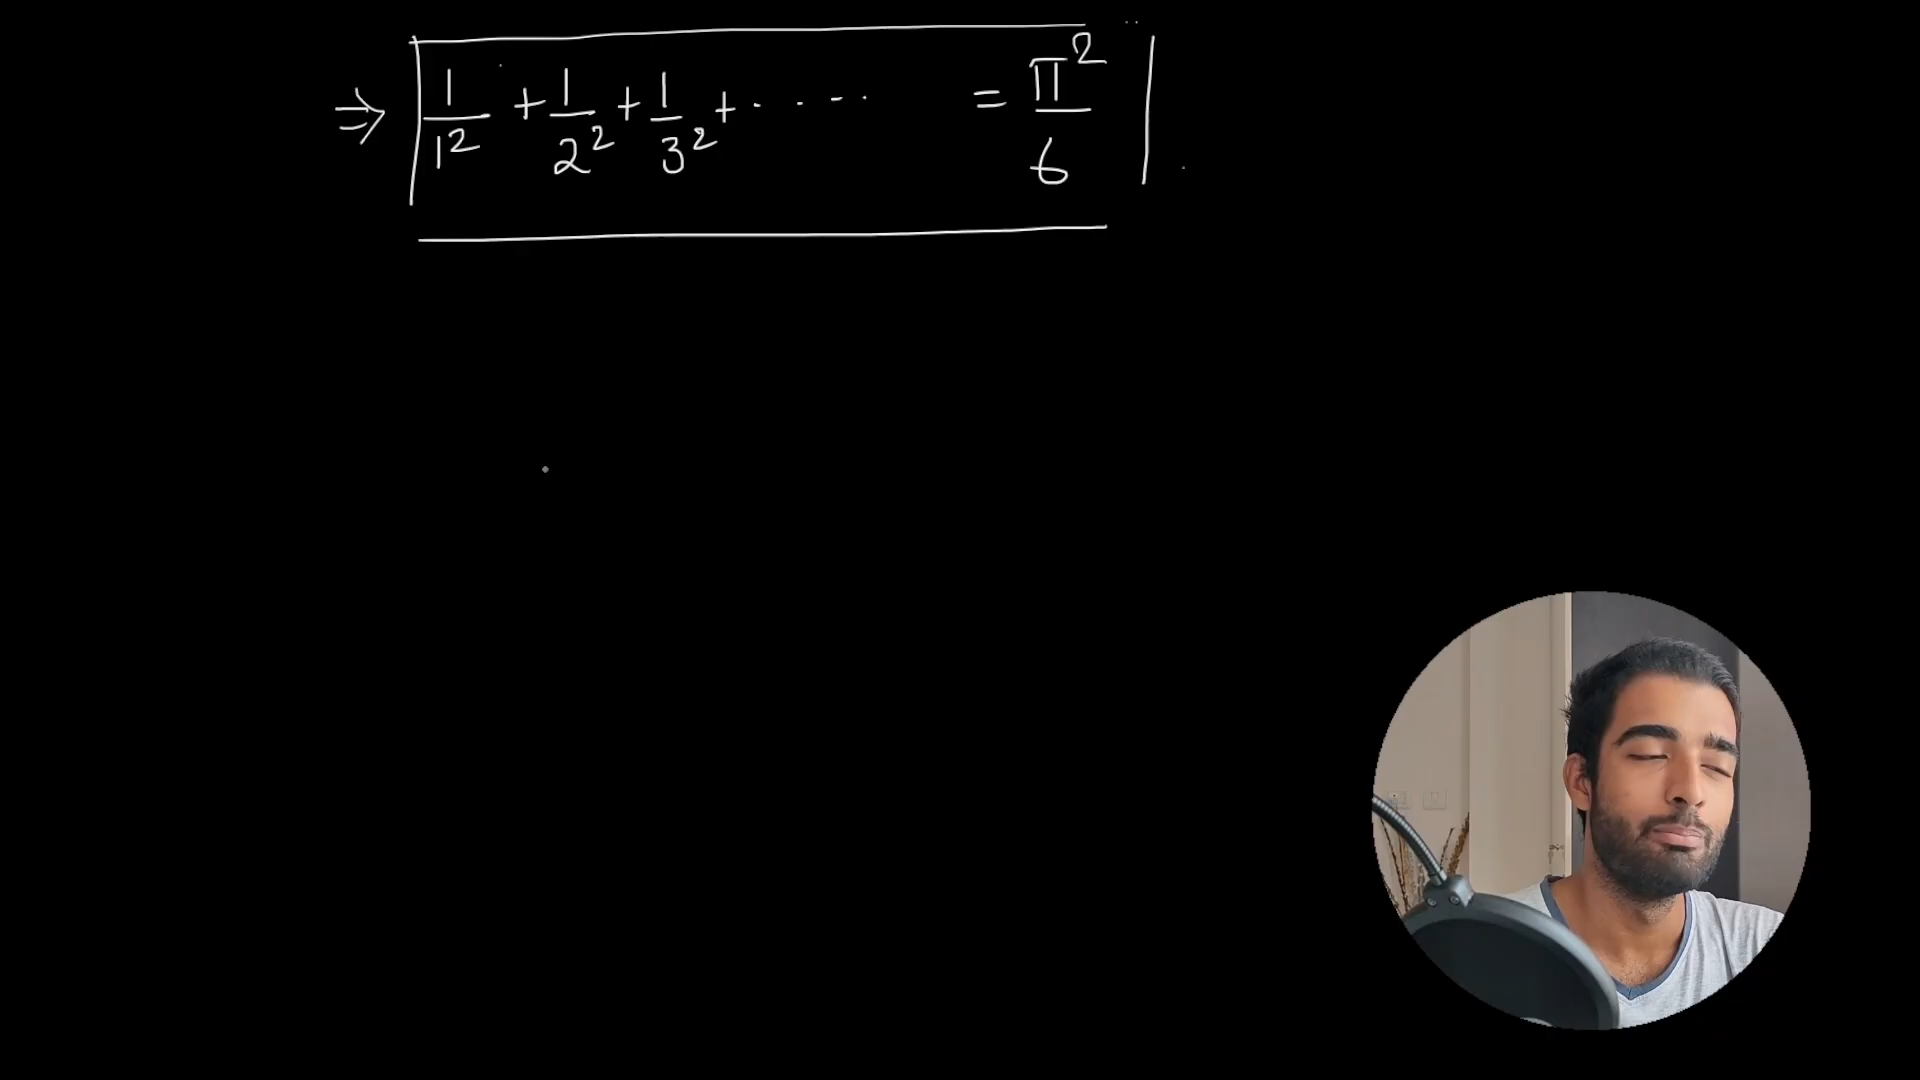 ⇒ 1/1² + 1/2² + 1/3² + ..... = π²/6